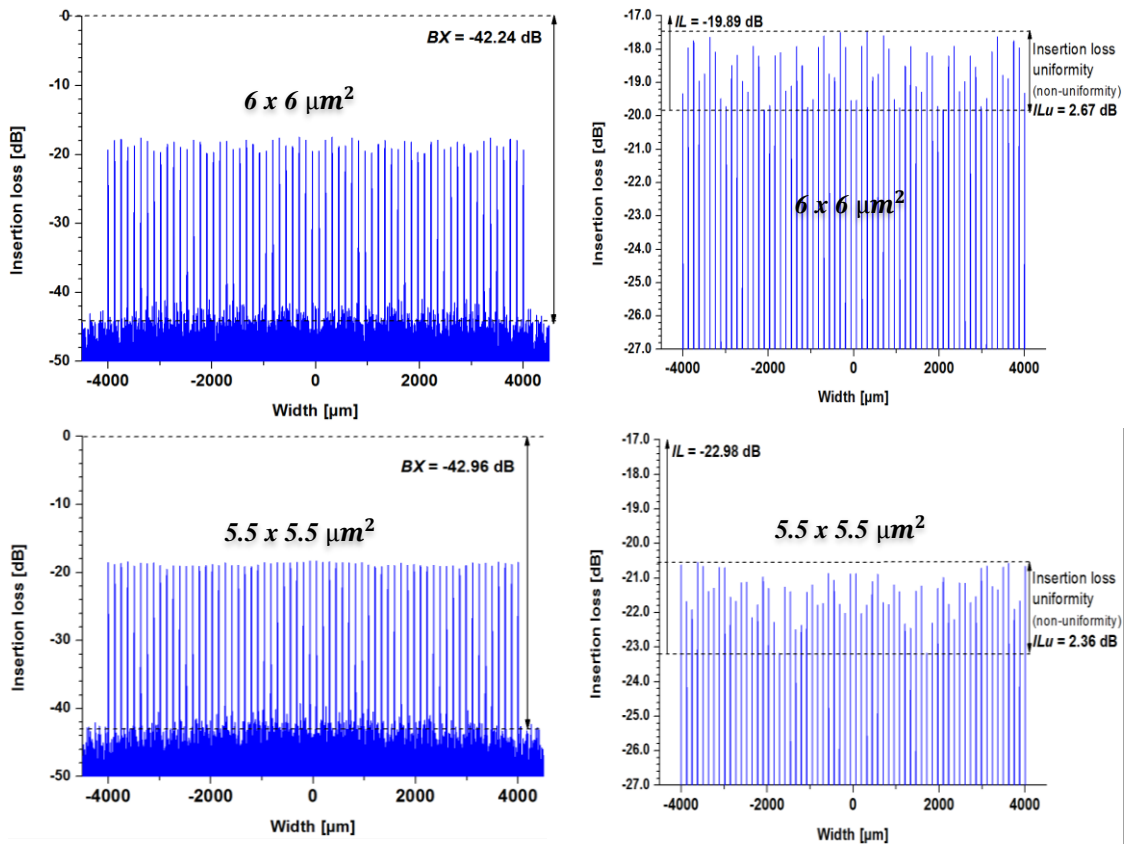 0
-10
-20
-30
-40
-50
Insertion loss [dB]
BX = -42.24 dB
6 x 6 μm²
-4000 -2000 0 2000 4000
Width [µm]
-17.0
-18.0
-19.0
-20.0
-21.0
-22.0
-23.0
-24.0
-25.0
-26.0
-27.0
Insertion loss [dB]
IL = -19.89 dB
Insertion loss
uniformity
(non-uniformity)
ILu = 2.67 dB
6 x 6 μm²
-4000 -2000 0 2000 4000
Width [µm]
0
-10
-20
-30
-40
-50
Insertion loss [dB]
BX = -42.96 dB
5.5 x 5.5 μm²
-4000 -2000 0 2000 4000
Width [µm]
-17.0
-18.0
-19.0
-20.0
-21.0
-22.0
-23.0
-24.0
-25.0
-26.0
-27.0
Insertion loss [dB]
IL = -22.98 dB
5.5 x 5.5 μm²
Insertion loss
uniformity
(non-uniformity)
ILu = 2.36 dB
-4000 -2000 0 2000 4000
Width [µm]